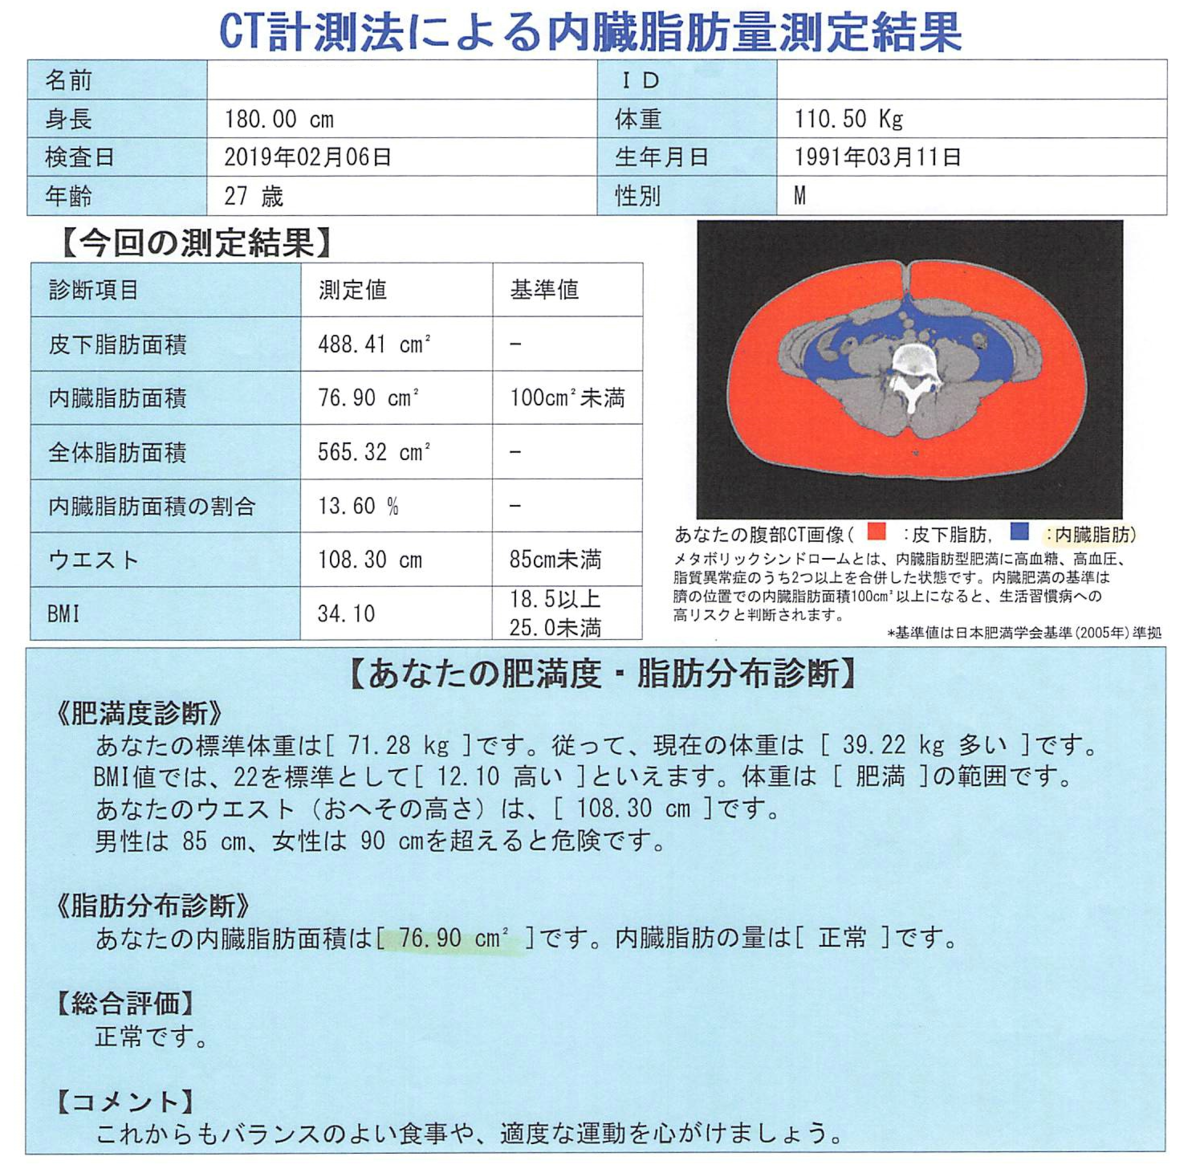 CT計測法による内臓脂肪量測定結果
名前 ID
身長 180.00 cm 体重 110.50 Kg
検査日 2019年02月06日 生年月日 1991年03月11日
年齢 27 歳 性別 M
【今回の測定結果】
診断項目 測定値 基準値
皮下脂肪面積 488.41 cm² −
内臓脂肪面積 76.90 cm² 100cm²未満
全体脂肪面積 565.32 cm² −
内臓脂肪面積の割合 13.60 % −
ウエスト 108.30 cm 85cm未満
BMI 34.10 18.5以上
25.0未満
あなたの腹部CT画像( :皮下脂肪, :内臓脂肪)
メタボリックシンドロームとは、内臓脂肪型肥満に高血糖、高血圧、
脂質異常症のうち2つ以上を合併した状態です。内臓肥満の基準は
臍の位置での内臓脂肪面積100cm²以上になると、生活習慣病への
高リスクと判断されます。
*基準値は日本肥満学会基準(2005年)準拠
【あなたの肥満度・脂肪分布診断】
《肥満度診断》
あなたの標準体重は[ 71.28 kg ]です。従って、現在の体重は [ 39.22 kg 多い ]です。
BMI値では、22を標準として[ 12.10 高い ]といえます。体重は [ 肥満 ]の範囲です。
あなたのウエスト（おへその高さ）は、[ 108.30 cm ]です。
男性は 85 cm、女性は 90 cmを超えると危険です。
《脂肪分布診断》
あなたの内臓脂肪面積は[ 76.90 cm² ]です。内臓脂肪の量は[ 正常 ]です。
【総合評価】
正常です。
【コメント】
これからもバランスのよい食事や、適度な運動を心がけましょう。